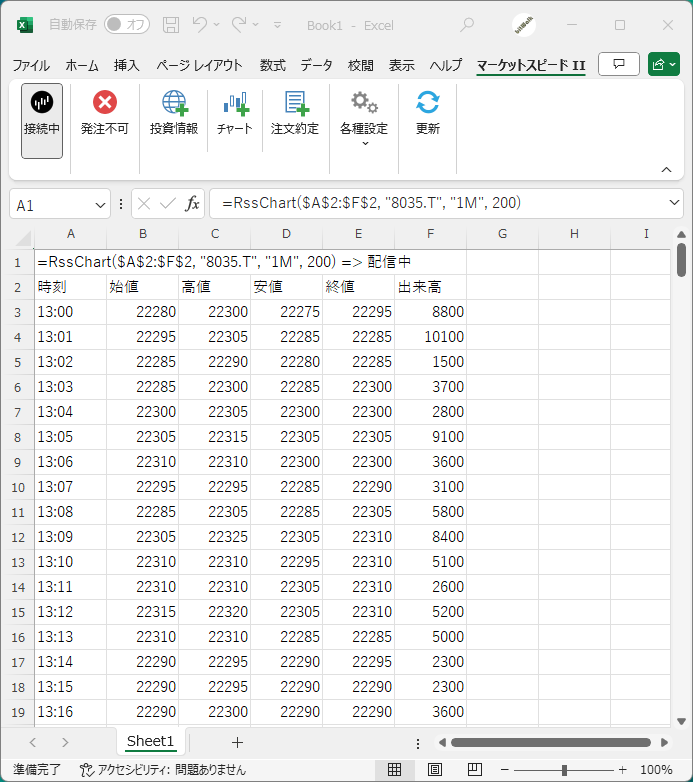 自動保存 オフ Book1 - Excel
ファイル ホーム 挿入 ページ レイアウト 数式 データ 校閲 表示 ヘルプ マーケットスピード II
接続中 発注不可 投資情報 チャート 注文約定 各種設定 更新
A1 fx =RssChart($A$2:$F$2, "8035.T", "1M", 200)
A B C D E F G H I
1 =RssChart($A$2:$F$2, "8035.T", "1M", 200) => 配信中
2 時刻 始値 高値 安値 終値 出来高
3 13:00 22280 22300 22275 22295 8800
4 13:01 22295 22305 22285 22285 10100
5 13:02 22285 22290 22280 22285 1500
6 13:03 22285 22300 22285 22300 3700
7 13:04 22300 22305 22300 22300 2800
8 13:05 22305 22315 22305 22305 9100
9 13:06 22310 22310 22300 22300 3600
10 13:07 22295 22295 22285 22290 3100
11 13:08 22285 22305 22285 22305 5800
12 13:09 22305 22325 22305 22310 8400
13 13:10 22310 22310 22295 22310 5100
14 13:11 22310 22310 22305 22310 2600
15 13:12 22315 22320 22305 22310 5200
16 13:13 22310 22310 22285 22285 5000
17 13:14 22290 22295 22290 22295 2300
18 13:15 22290 22295 22290 22290 2300
19 13:16 22290 22300 22290 22290 3600
Sheet1
準備完了 アクセシビリティ: 問題ありません 100%